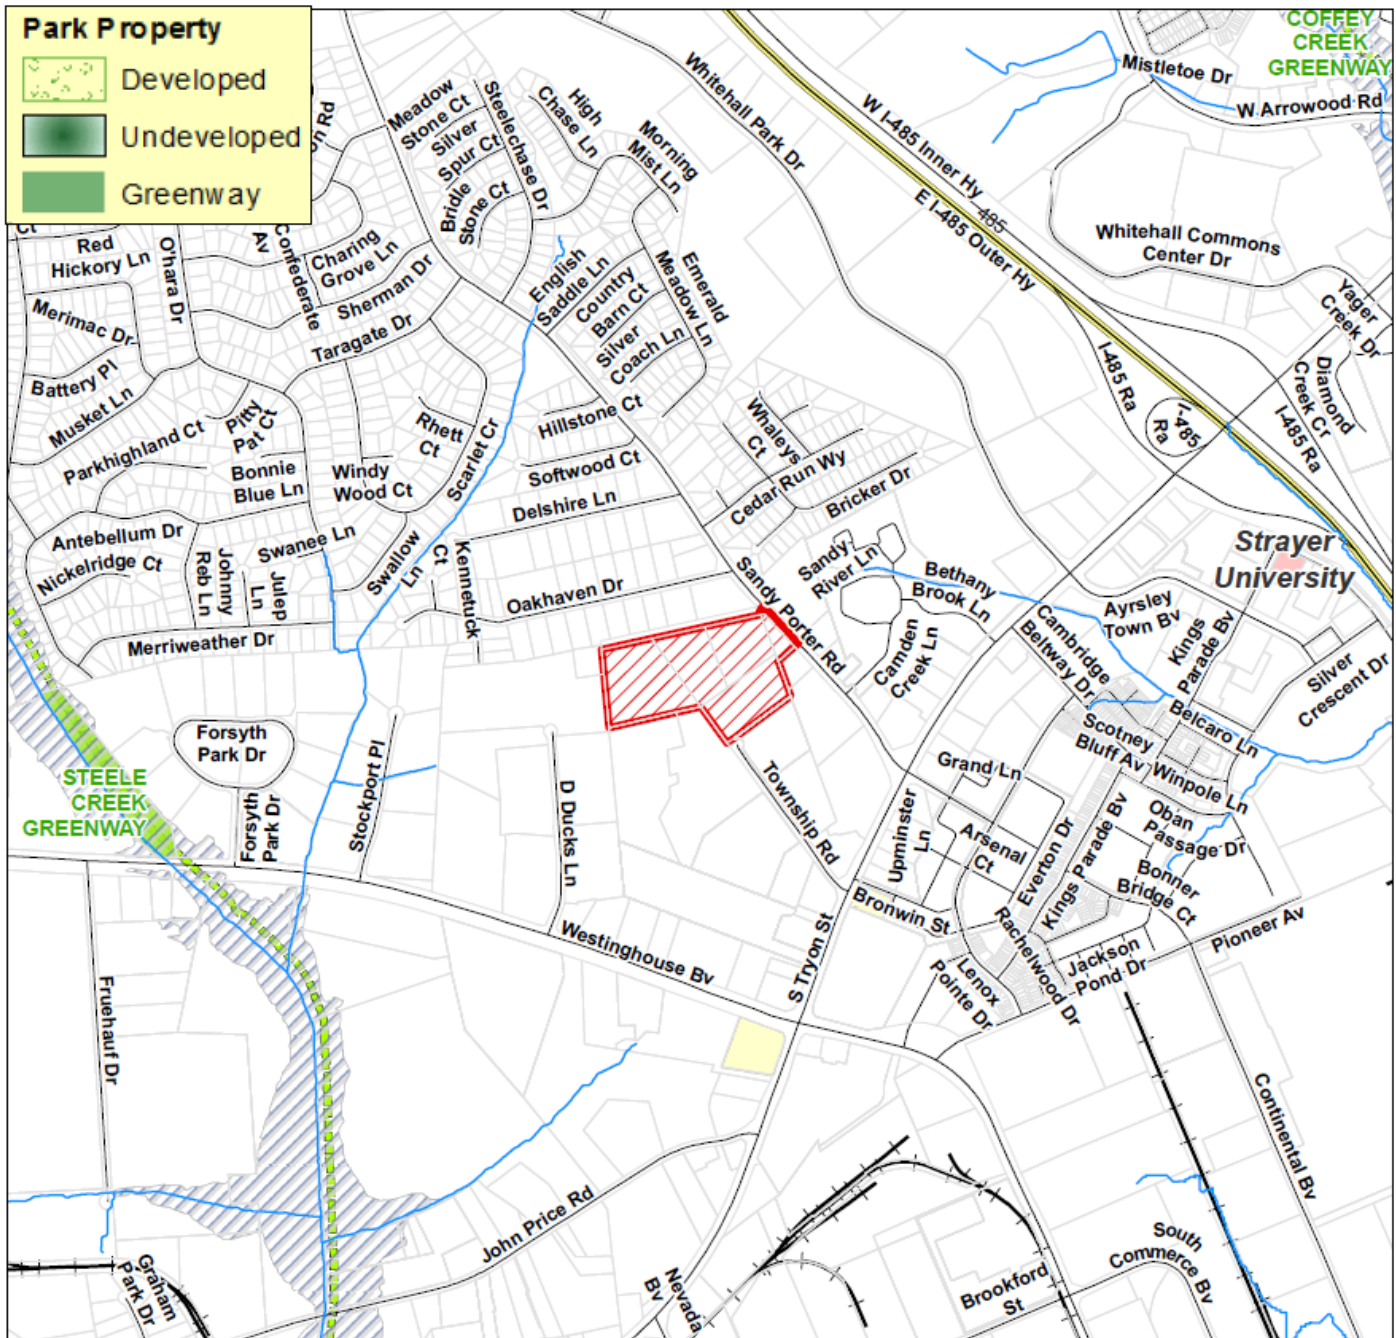 Park Property
Developed
Undeveloped
Greenway
COFFEY
CREEK
GREENWAY
Mistletoe Dr
W Arrowood Rd
Whitehall Park Dr
W I-485 Inner Hy
485
E I-485 Outer Hy
Whitehall Commons
Center Dr
Yager
Creek Dr
Diamond
Creek Cr
I-485 Ra
I-485 Ra
I-485
Ra
Meadow
Stone Ct
Silver
Spur Ct
Bridle
Stone Ct
Steelechase Dr
High
Chase Ln
Morning
Mist Ln
Emerald
Meadow Ln
English
Saddle Ln
Country
Barn Ct
Silver
Coach Ln
Ct
Red
Hickory Ln
O'hara Dr
Confederate
Av
Charing
Grove Ln
Sherman Dr
Taragate Dr
Merimac Dr
Battery Pl
Musket Ln
Parkhighland Ct
Pitty
Pat Ct
Bonnie
Blue Ln
Windy
Wood Ct
Rhett
Ct
Scarlet Cr
Hillstone Ct
Softwood Ct
Delshire Ln
Whaleys
Ct
Cedar Run Wy
Bricker Dr
Antebellum Dr
Nickelridge Ct
Johnny
Reb Ln
Julep
Ln
Swanee Ln
Swallow
Ln
Kennetuck
Ct
Oakhaven Dr
Merriweather Dr
Sandy Porter Rd
Sandy
River Ln
Bethany
Brook Ln
Camden
Creek Ln
Strayer
University
Ayrsley
Town Bv
Kings
Parade Bv
Cambridge
Beltway Dr
Silver
Crescent Dr
Belcaro Ln
Scotney
Bluff Av
Winpole Ln
Oban
Passage Dr
Bonner
Bridge Ct
Grand Ln
Upminster
Ln
Arsenal
Ct
Everton Dr
Kings Parade Bv
Rachelwood Dr
Forsyth
Park Dr
Forsyth
Park Dr
STEELE
CREEK
GREENWAY
Stockport Pl
D Ducks Ln
Township Rd
Bronwin St
S Tryon St
Westinghouse Bv
Lenox
Pointe Dr
Jackson
Pond Dr
Pioneer Av
Fruehauf Dr
Continental Bv
John Price Rd
Graham
Park Dr
Nevada
Bv
Brookford
St
South
Commerce Bv